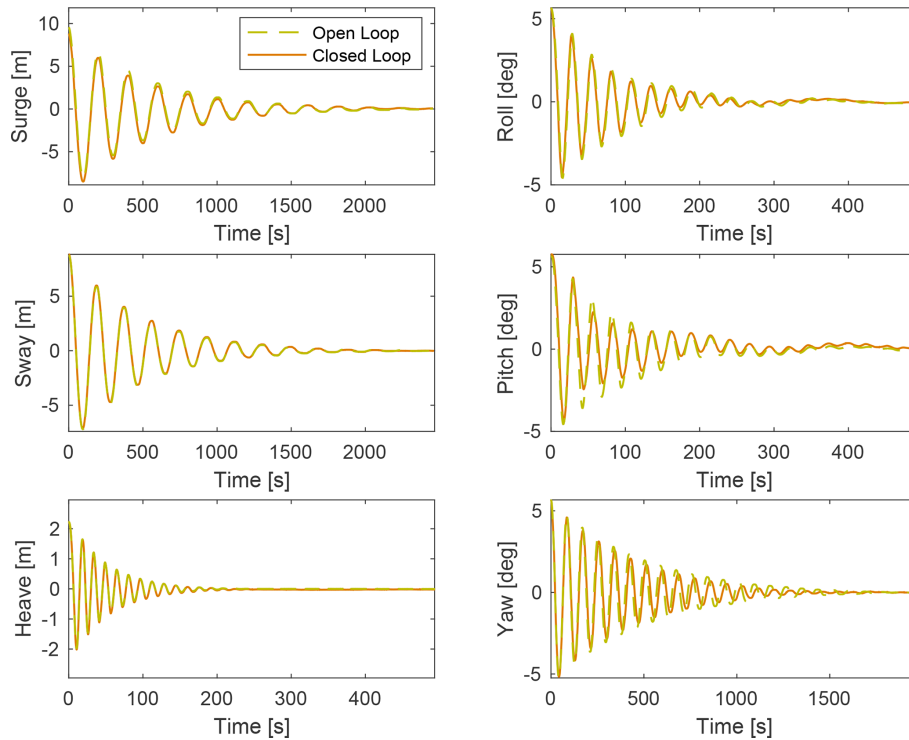 Surge [m]
10
5
0
-5
Open Loop
Closed Loop
0 500 1000 1500 2000
Time [s]
Roll [deg]
5
0
-5
0 100 200 300 400
Time [s]
Sway [m]
5
0
-5
0 500 1000 1500 2000
Time [s]
Pitch [deg]
5
0
-5
0 100 200 300 400
Time [s]
Heave [m]
2
1
0
-1
-2
0 100 200 300 400
Time [s]
Yaw [deg]
5
0
-5
0 500 1000 1500
Time [s]